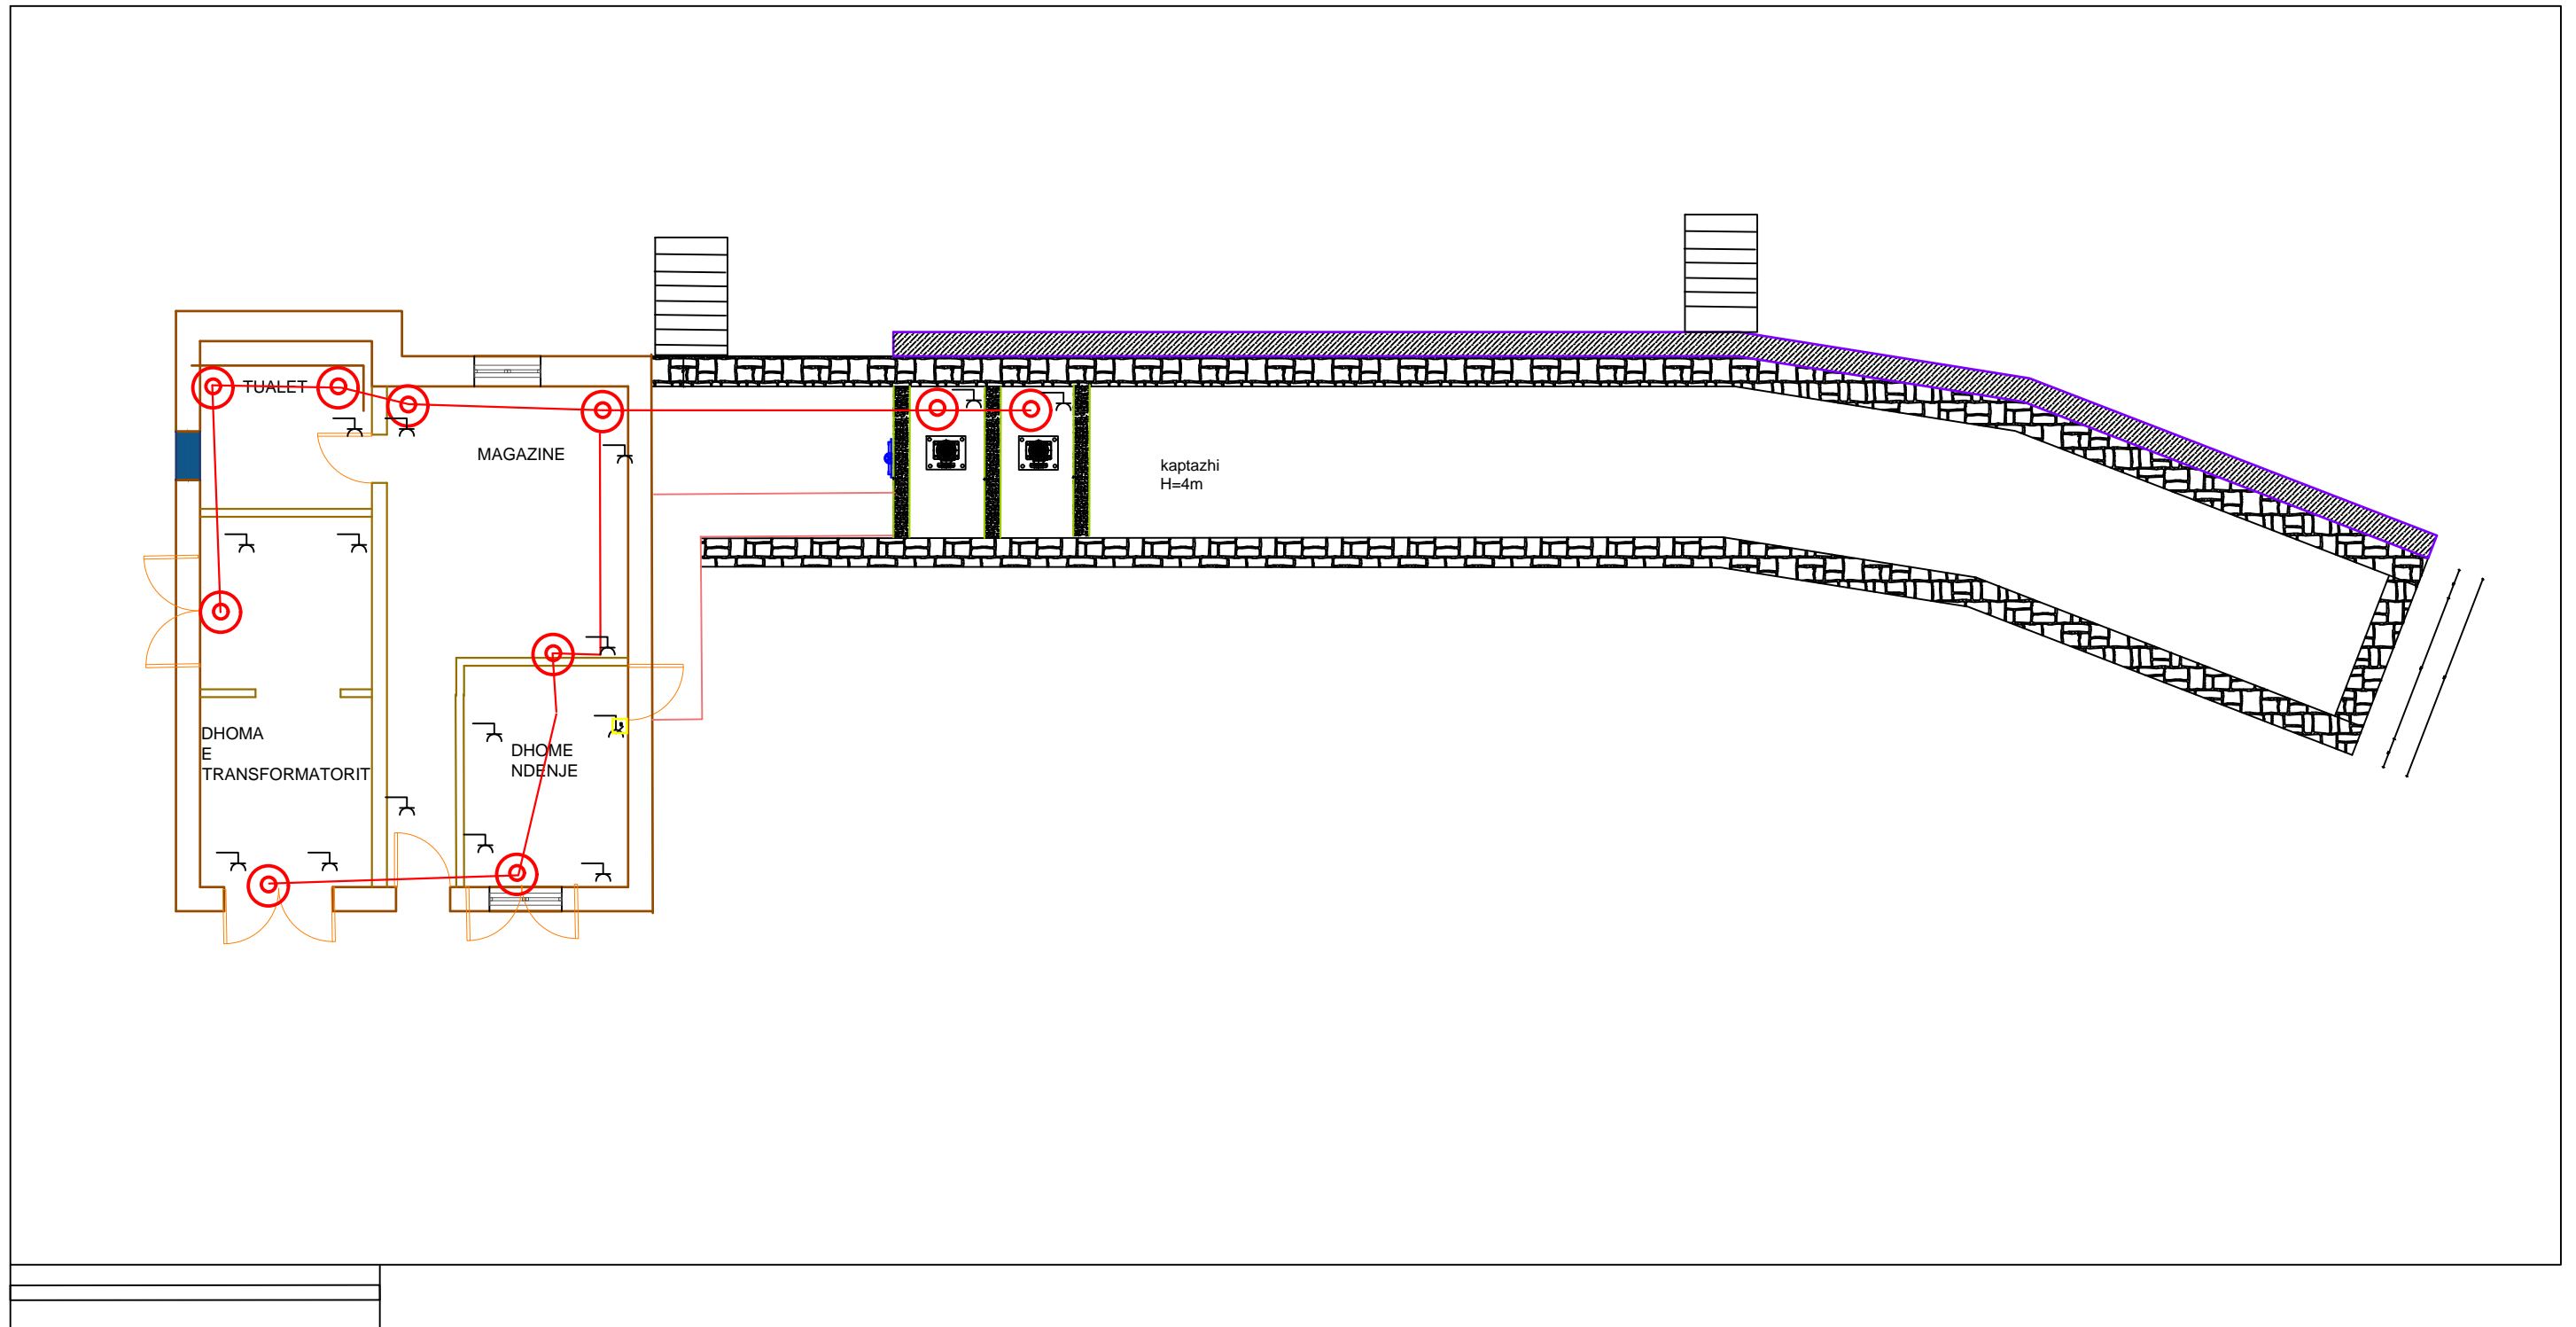 TUALET
MAGAZINE
kaptazhi
H=4m
DHOMA
E
TRANSFORMATORIT
DHOME
NDENJE